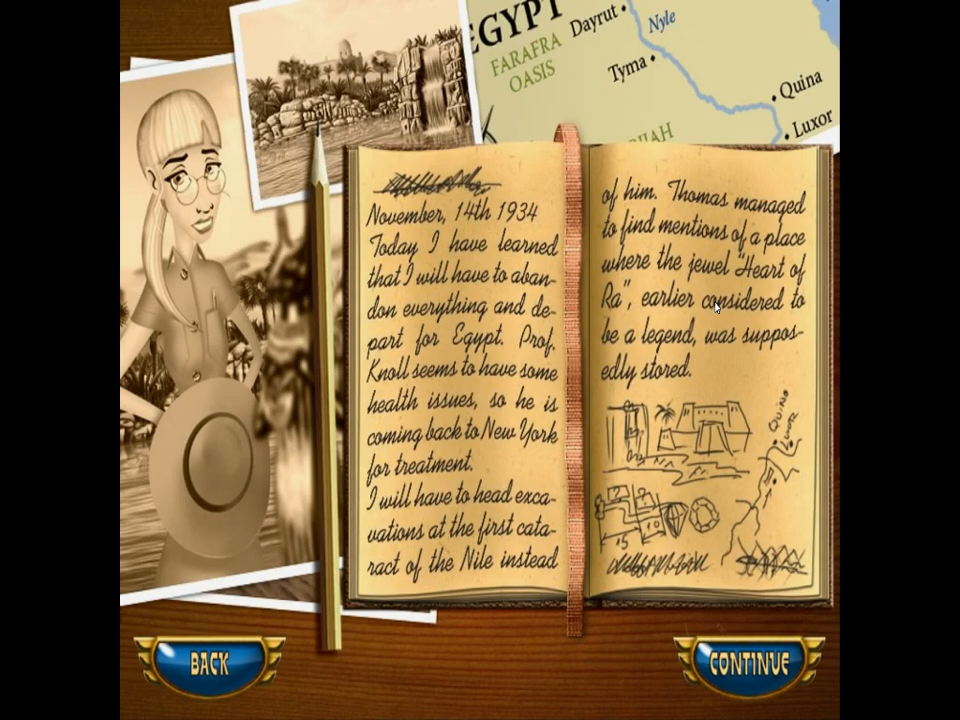 EGYPT
Dayrut
Nyle
FARAFRA
OASIS
Tyma
Quina
Luxor
November, 14th 1934
Today I have learned
that I will have to aban-
don everything and de-
part for Egypt. Prof.
Knoll seems to have some
health issues, so he is
coming back to New York
for treatment.
I will have to head exca-
vations at the first cata-
ract of the Nile instead
of him. Thomas managed
to find mentions of a place
where the jewel "Heart of
Ra", earlier considered to
be a legend, was suppos-
edly stored.
QUINA
BACK
CONTINUE